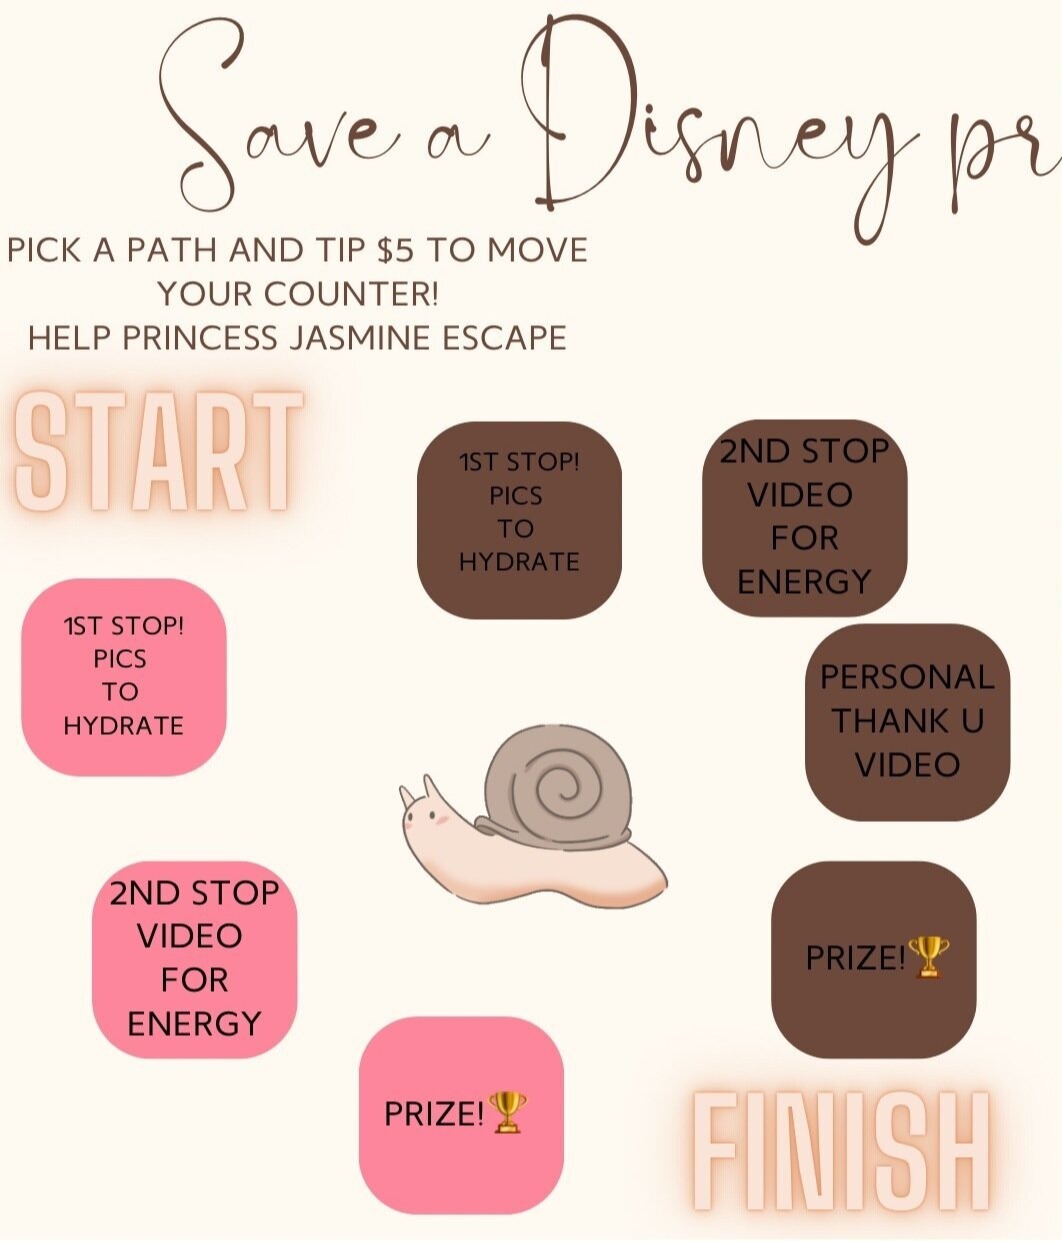 Save a Disney pr
PICK A PATH AND TIP $5 TO MOVE
YOUR COUNTER!
HELP PRINCESS JASMINE ESCAPE
START
1ST STOP!
PICS
TO
HYDRATE
2ND STOP
VIDEO
FOR
ENERGY
PERSONAL
THANK U
VIDEO
PRIZE!🏆
1ST STOP!
PICS
TO
HYDRATE
2ND STOP
VIDEO
FOR
ENERGY
PRIZE!🏆
FINISH